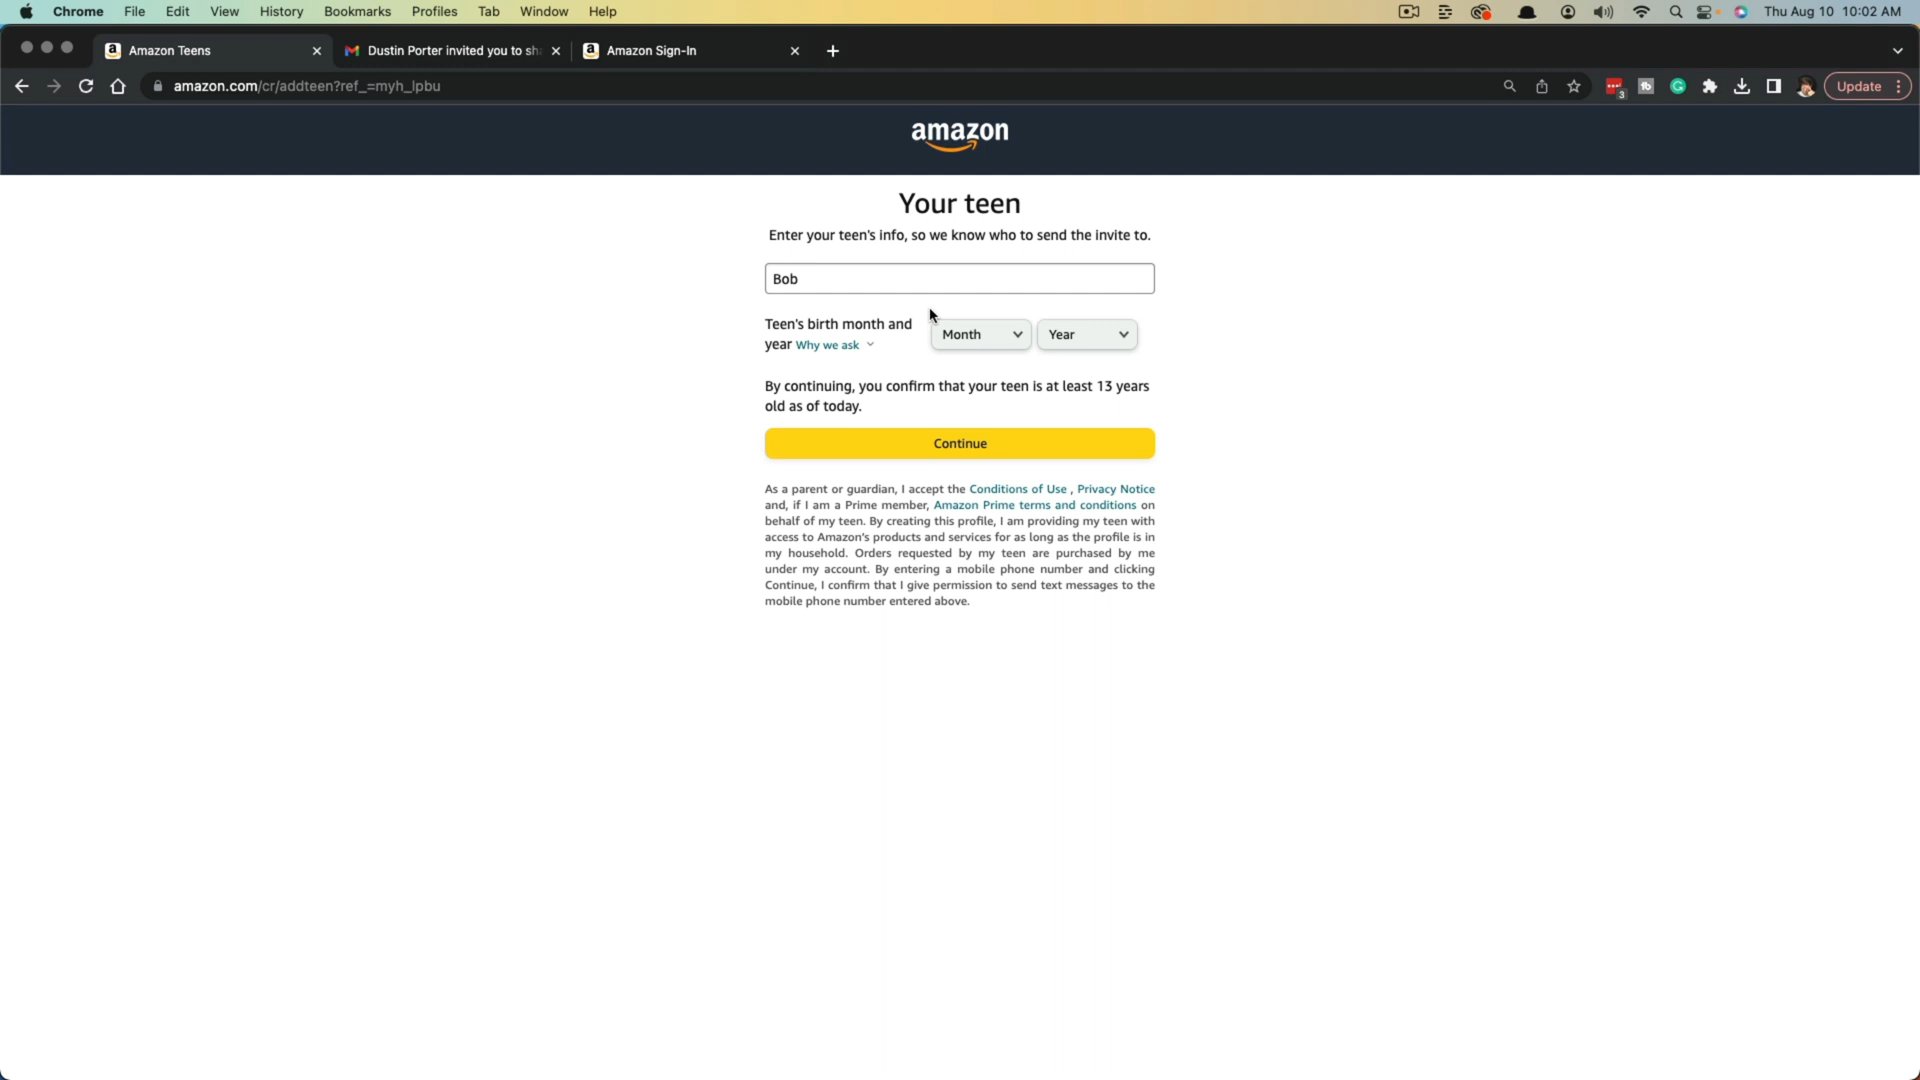 Chrome File Edit View History Bookmarks Profiles Tab Window Help Thu Aug 10 10:02 AM
Amazon Teens Dustin Porter invited you to sh Amazon Sign-In
amazon.com/cr/addteen?ref_=myh_lpbu 3 tb Update
amazon
Your teen
Enter your teen's info, so we know who to send the invite to.
Bob
Teen's birth month and
year Why we ask
Month Year
By continuing, you confirm that your teen is at least 13 years
old as of today.
Continue
As a parent or guardian, I accept the Conditions of Use , Privacy Notice
and, if I am a Prime member, Amazon Prime terms and conditions on
behalf of my teen. By creating this profile, I am providing my teen with
access to Amazon's products and services for as long as the profile is in
my household. Orders requested by my teen are purchased by me
under my account. By entering a mobile phone number and clicking
Continue, I confirm that I give permission to send text messages to the
mobile phone number entered above.